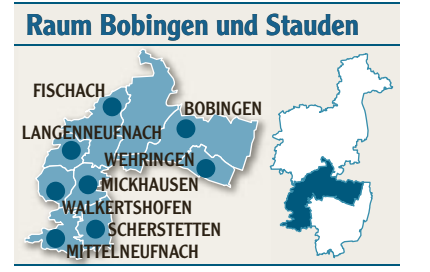 Raum Bobingen und Stauden
FISCHACH
BOBINGEN
LANGENNEUFNACH
WEHRINGEN
MICKHAUSEN
WALKERTSHOFEN
SCHERSTETTEN
MITTELNEUFNACH